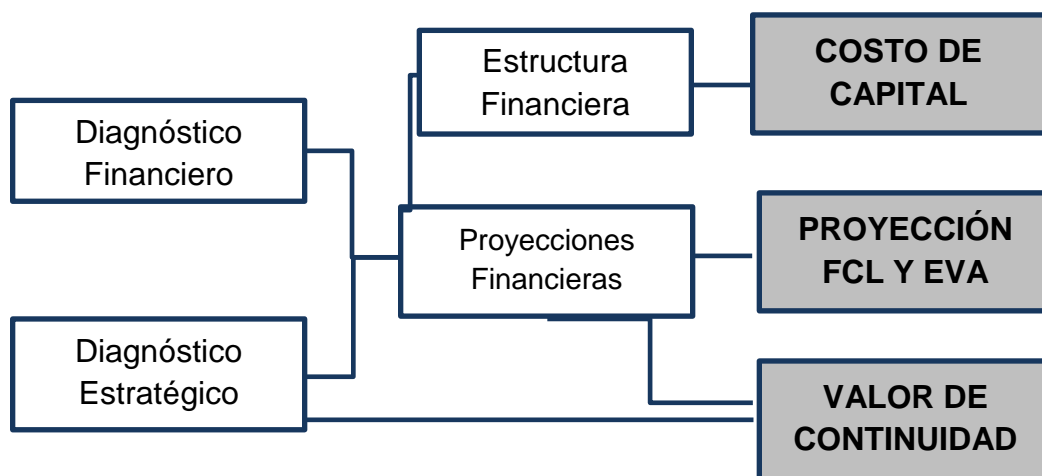 Diagnóstico
Financiero
Diagnóstico
Estratégico
Estructura
Financiera
Proyecciones
Financieras
COSTO DE
CAPITAL
PROYECCIÓN
FCL Y EVA
VALOR DE
CONTINUIDAD